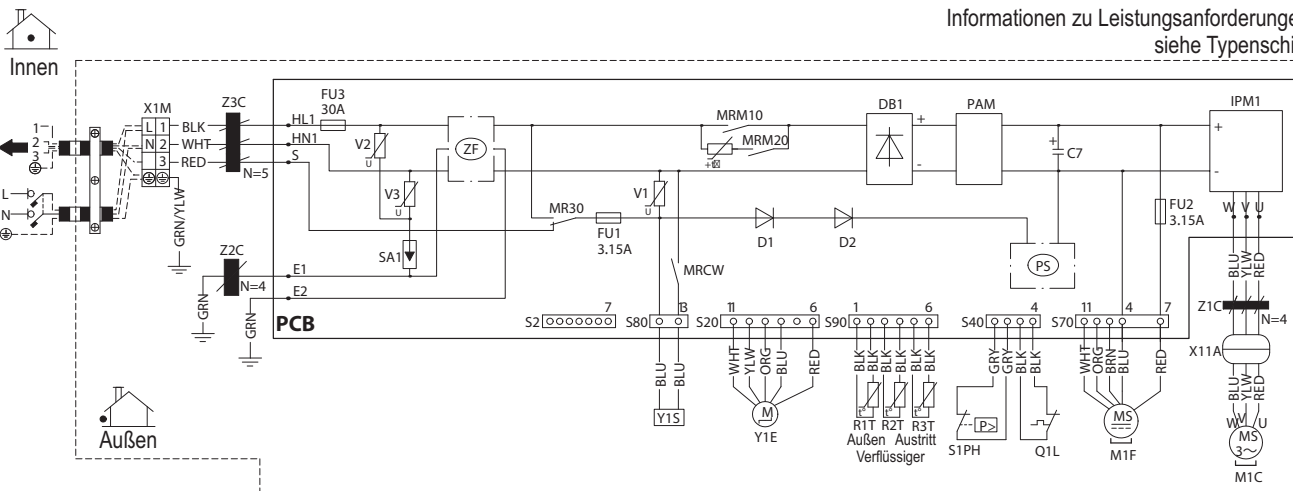 Informationen zu Leistungsanforderunge
siehe Typenschi
Innen
X1M
Z3C
FU3
30A
HL1
HN1
S
L 1 BLK
N 2 WHT
3 RED
N=5
1
2
3
L
N
GRN/YLW
V2
U
V3
U
SA1
ZF
MRM10
MRM20
DB1
+
-
PAM
C7
+
IPM1
+
-
W V U
V1
U
MR30
FU1
3.15A
D1
D2
PS
FU2
3.15A
MRCW
Z2C
N=4
E1
E2
GRN
GRN
PCB
S2 7
S80 3
S20 1 6
S90 1 6
S40 4
S70 11 4 7
BLU YLW RED
Z1C
N=4
X11A
BLU YLW RED
W V U
MS
3~
M1C
BLU BLU
Y1S
WHT YLW ORG BLU RED
M
Y1E
BLK BLK BLK BLK BLK BLK
t° t° t°
R1T R2T R3T
Außen Austritt
Verflüssiger
GRY GRY BLK BLK
P>
S1PH
Q1L
WHT ORG BRN BLU RED
MS
M1F
Außen